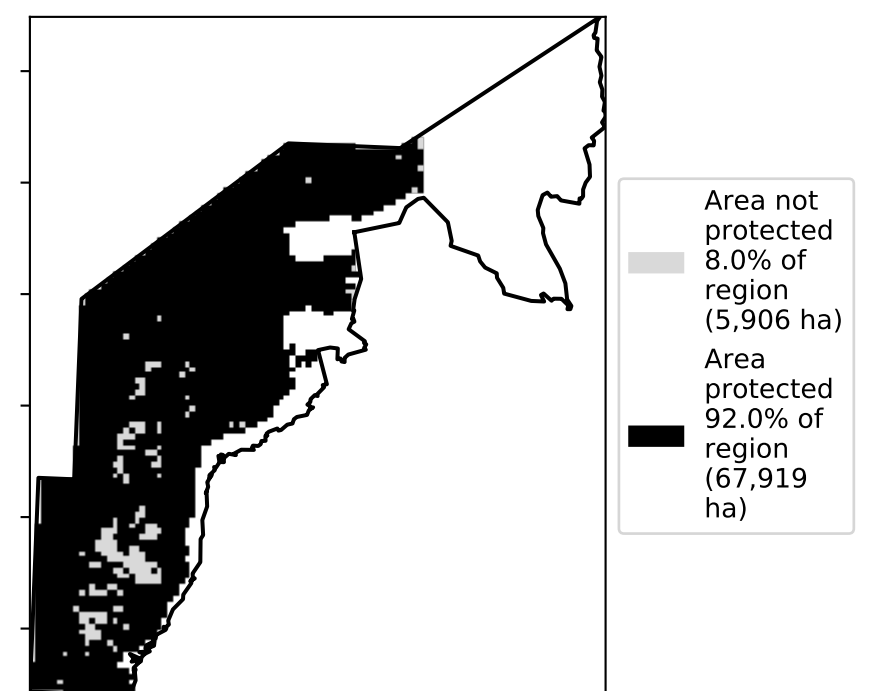 Area not
protected
8.0% of
region
(5,906 ha)
Area
protected
92.0% of
region
(67,919
ha)